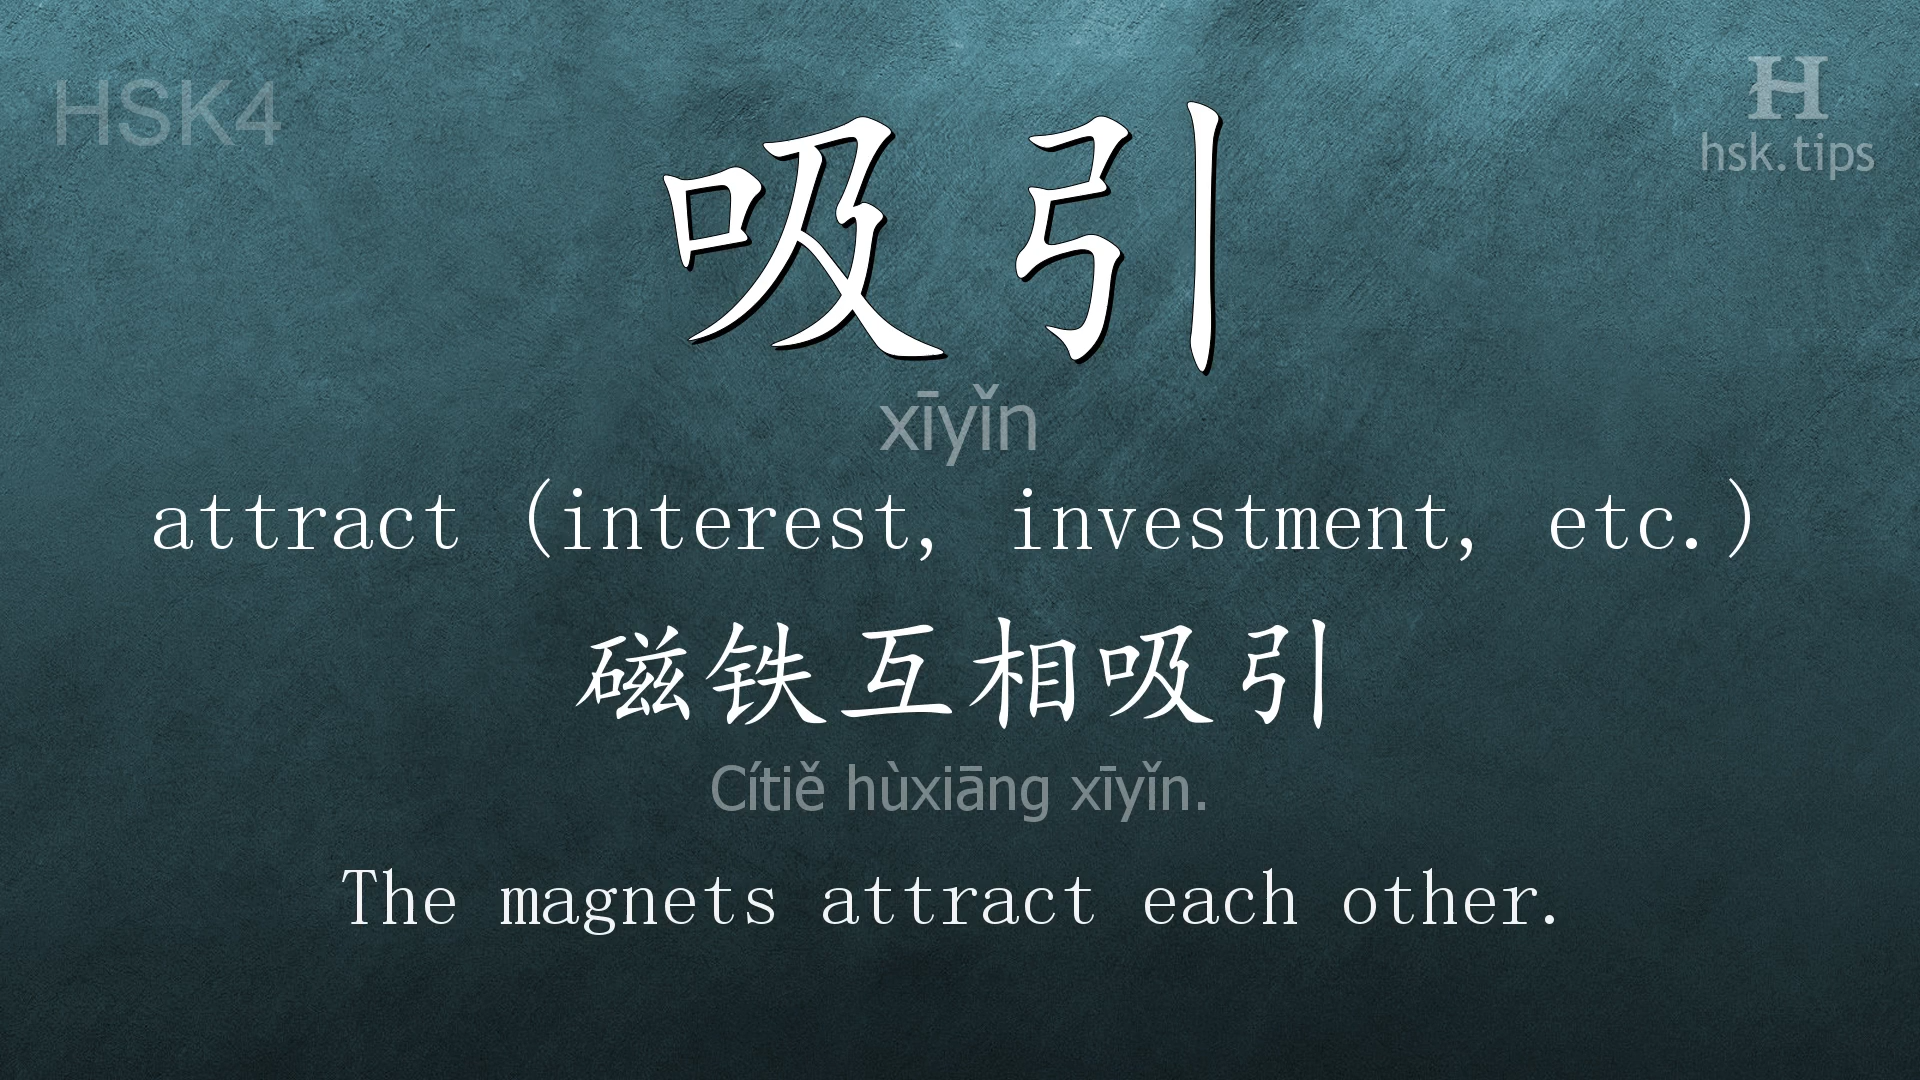 HSK4
H
hsk.tips
吸引
xīyǐn
attract (interest, investment, etc.)
磁铁互相吸引
Cítiě hùxiāng xīyǐn.
The magnets attract each other.